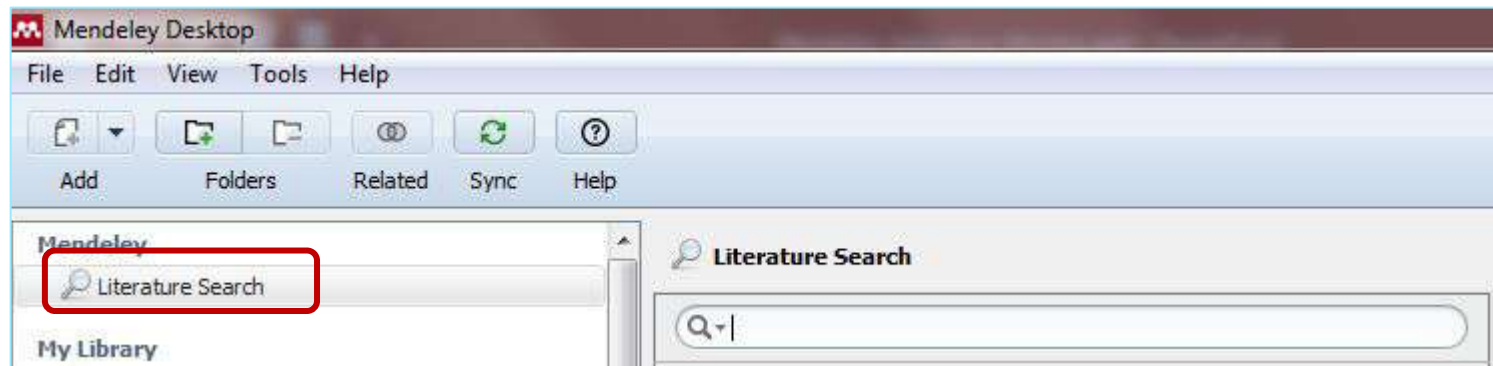 Mendeley Desktop
File Edit View Tools Help
Add Folders Related Sync Help
Mendeley
Literature Search
My Library
Literature Search